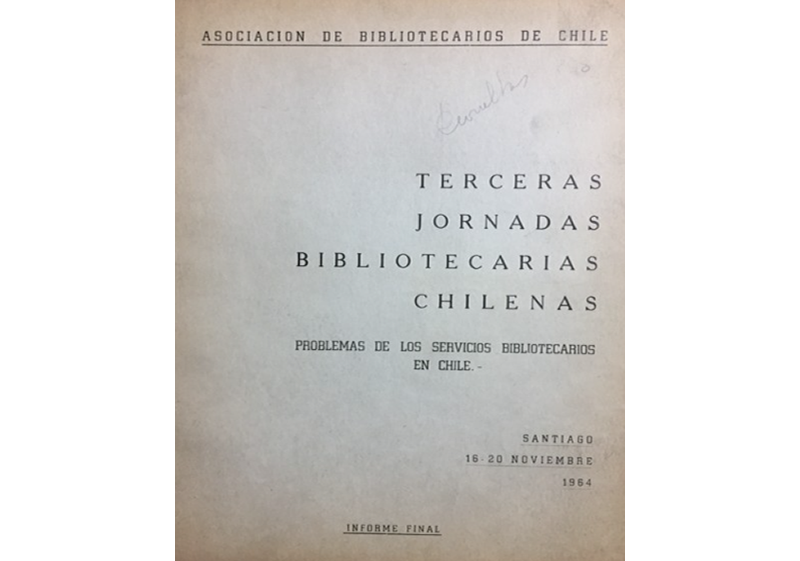 ASOCIACION DE BIBLIOTECARIOS DE CHILE
TERCERAS
JORNADAS
BIBLIOTECARIAS
CHILENAS
PROBLEMAS DE LOS SERVICIOS BIBLIOTECARIOS
EN CHILE.-
SANTIAGO
16-20 NOVIEMBRE
1964
INFORME FINAL